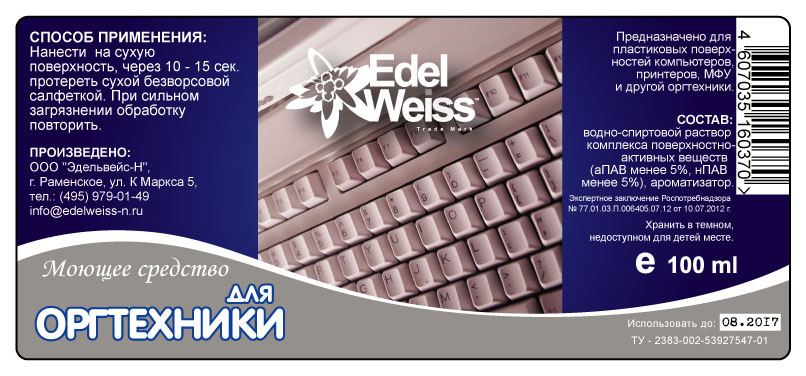 СПОСОБ ПРИМЕНЕНИЯ:
Нанести на сухую
поверхность, через 10 - 15 сек.
протереть сухой безворсовой
салфеткой. При сильном
загрязнении обработку
повторить.
ПРОИЗВЕДЕНО:
ООО "Эдельвейс-Н",
г. Раменское, ул. К Маркса 5,
тел.: (495) 979-01-49
info@edelweiss-n.ru
Моющее средство
для
ОРГТЕХНИКИ
Edel
Weiss™
Trade Mark
Предназначено для
пластиковых поверх-
ностей компьютеров,
принтеров, МФУ
и другой оргтехники.
СОСТАВ:
водно-спиртовой раствор
комплекса поверхностно-
активных веществ
(аПАВ менее 5%, нПАВ
менее 5%), ароматизатор.
Экспертное заключение Роспотребнадзора
№ 77.01.03.П.006405.07.12 от 10.07.2012 г.
Хранить в темном,
недоступном для детей месте.
e 100 ml
Использовать до: 08.2017
ТУ - 2383-002-53927547-01
4 607035 160370 >